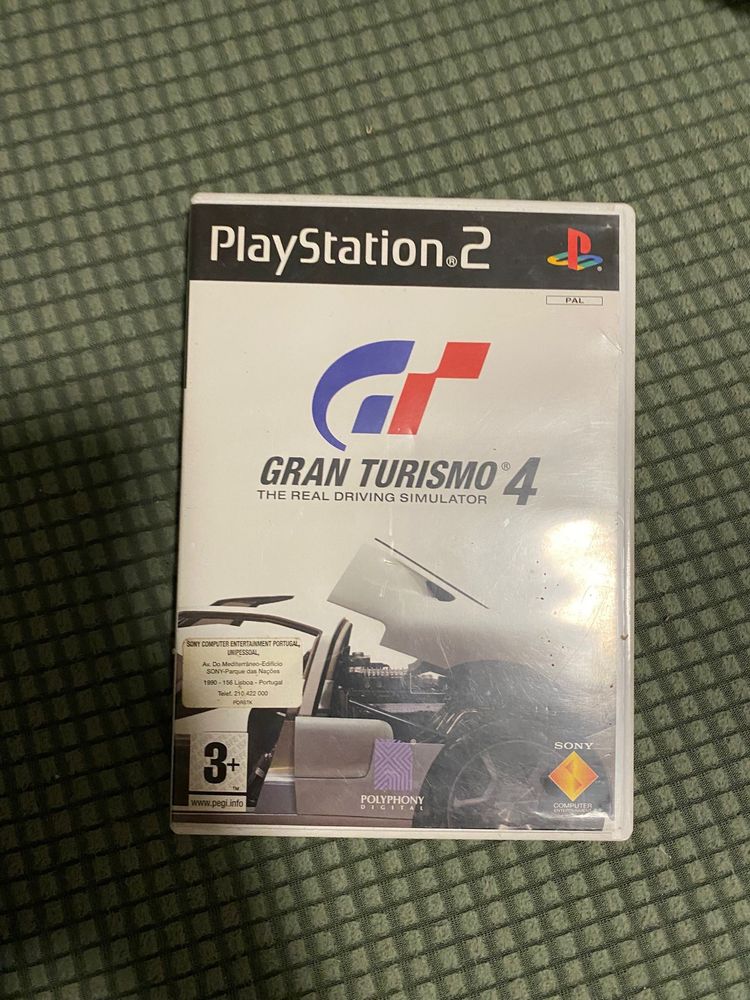 PlayStation®2
PAL
GRAN TURISMO® 4
THE REAL DRIVING SIMULATOR
SONY COMPUTER ENTERTAINMENT PORTUGAL,
UNIPESSOAL,
Av. Do Mediterrâneo-Edifício
SONY-Parque das Nações
1990 - 156 Lisboa - Portugal
Telef. 210 422 000
PORSTK
3+
™
www.pegi.info
POLYPHONY
DIGITAL
SONY
COMPUTER
ENTERTAINMENT